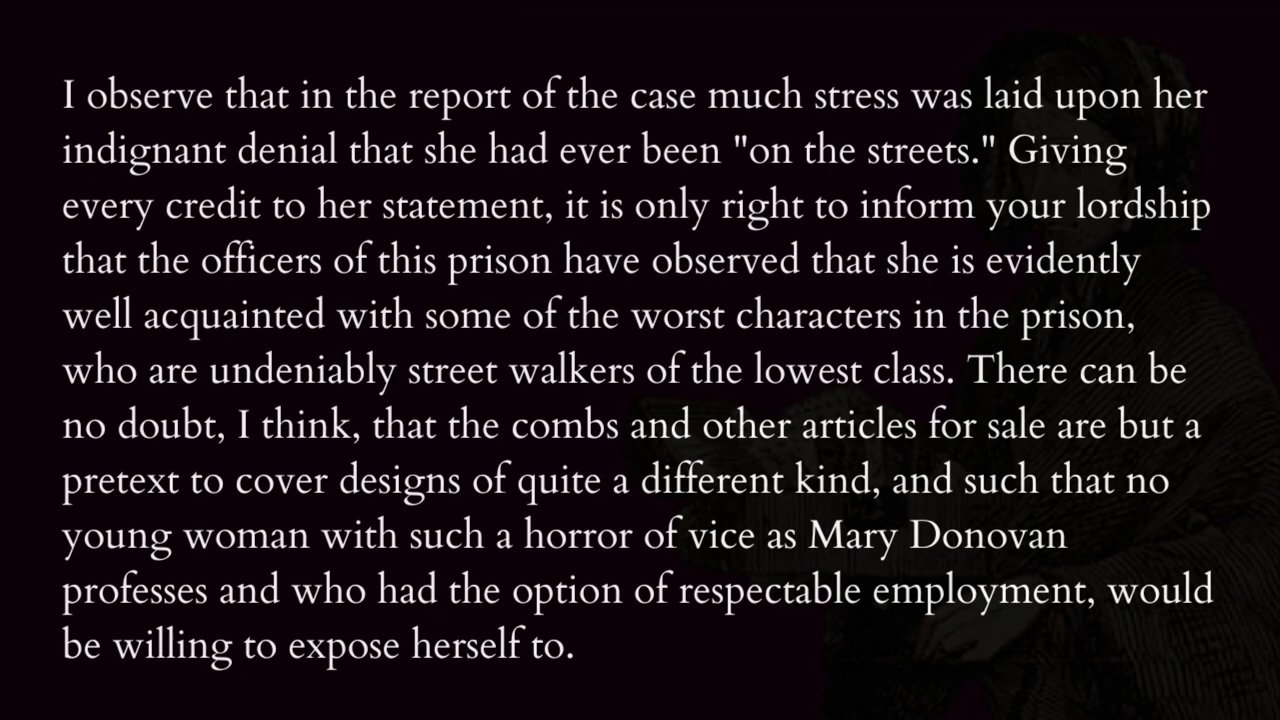 I observe that in the report of the case much stress was laid upon her
indignant denial that she had ever been "on the streets." Giving
every credit to her statement, it is only right to inform your lordship
that the officers of this prison have observed that she is evidently
well acquainted with some of the worst characters in the prison,
who are undeniably street walkers of the lowest class. There can be
no doubt, I think, that the combs and other articles for sale are but a
pretext to cover designs of quite a different kind, and such that no
young woman with such a horror of vice as Mary Donovan
professes and who had the option of respectable employment, would
be willing to expose herself to.